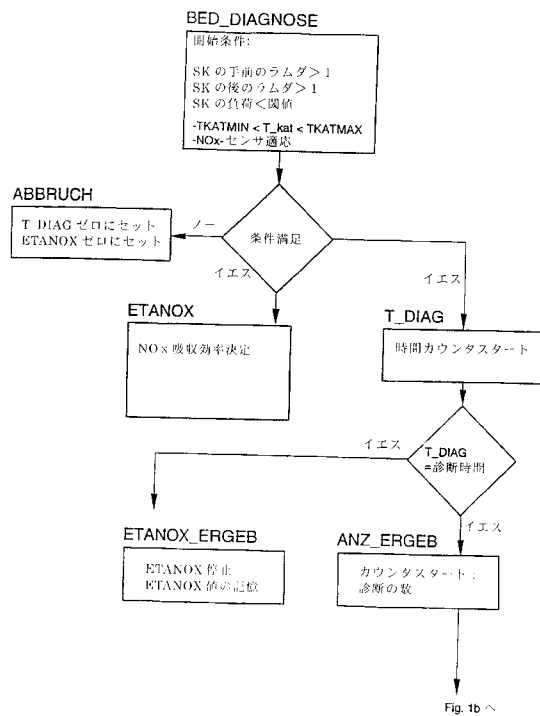 BED_DIAGNOSE
開始条件:
SK の手前のラムダ＞1
SK の後のラムダ＞1
SK の負荷＜閾値
-TKATMIN < T_kat < TKATMAX
-NOx-センサ適応
ABBRUCH
T_DIAG ゼロにセット
ETANOX ゼロにセット
ノー
条件満足
イエス
イエス
ETANOX
NOx 吸収効率決定
T_DIAG
時間カウンタスタート
イエス
T_DIAG
=診断時間
イエス
ETANOX_ERGEB
ETANOX 停止
ETANOX 値の記憶
ANZ_ERGEB
カウンタスタート:
診断の数
Fig. 1b へ